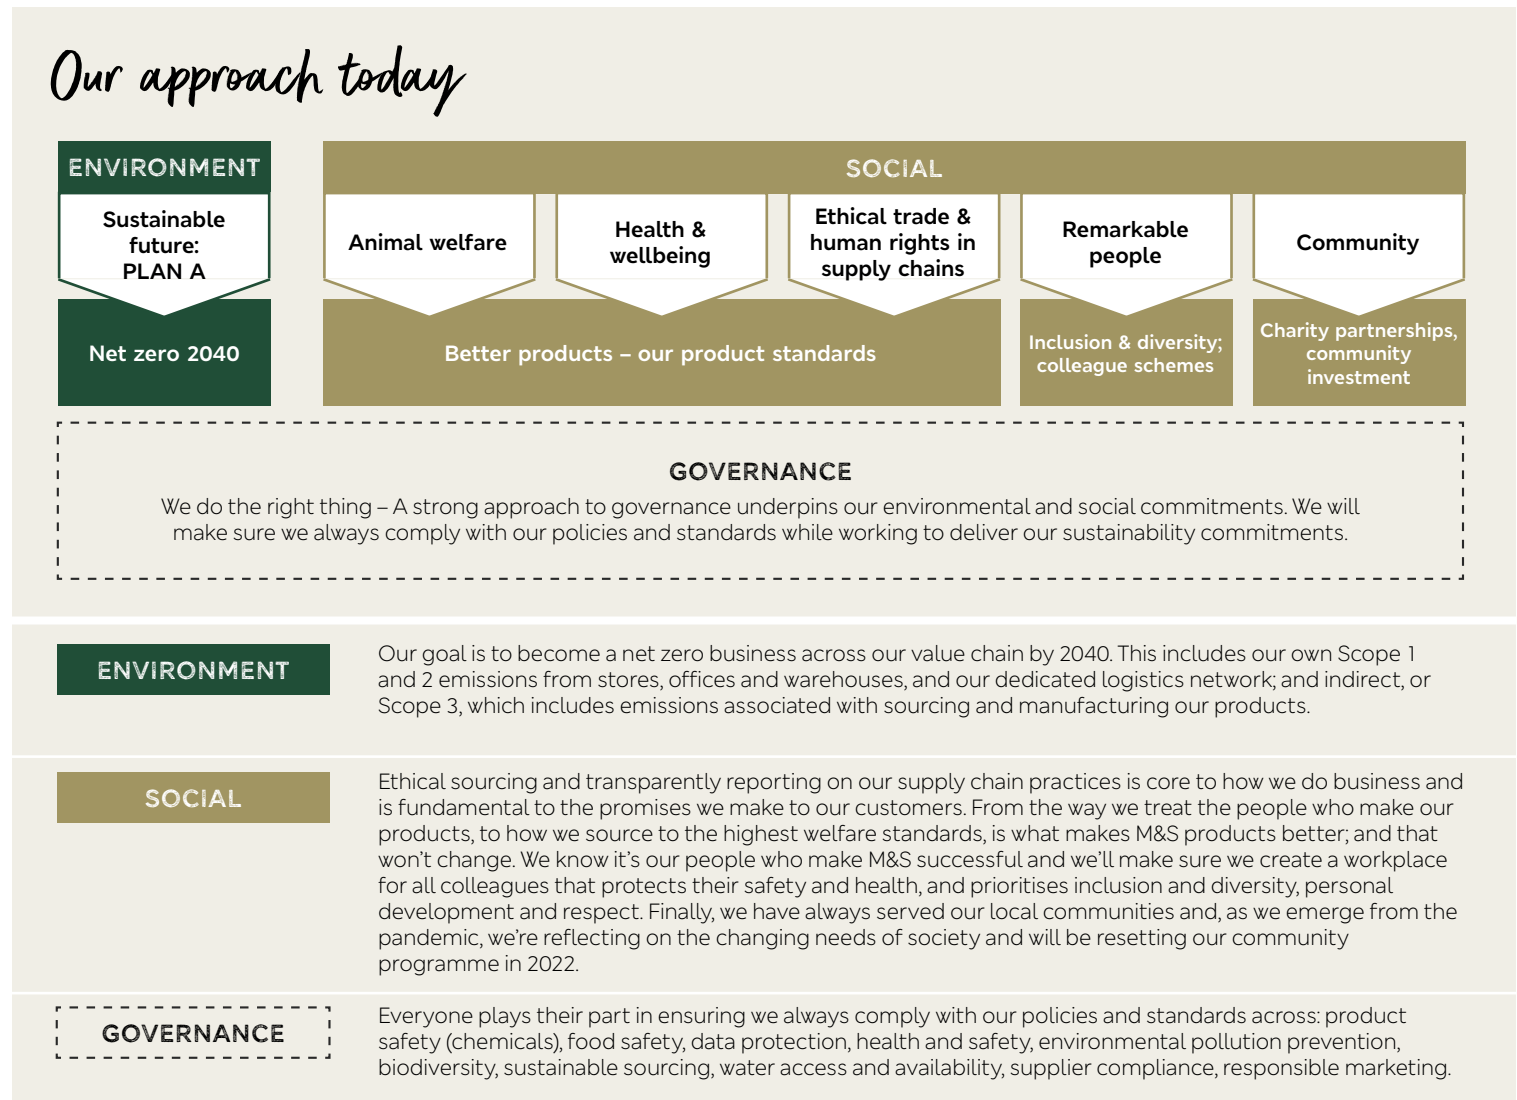 Our approach today
ENVIRONMENT
Sustainable
future:
PLAN A
Net zero 2040
SOCIAL
Animal welfare
Health &
wellbeing
Ethical trade &
human rights in
supply chains
Better products – our product standards
Remarkable
people
Inclusion & diversity;
colleague schemes
Community
Charity partnerships,
community
investment
GOVERNANCE
We do the right thing – A strong approach to governance underpins our environmental and social commitments. We will
make sure we always comply with our policies and standards while working to deliver our sustainability commitments.
ENVIRONMENT
Our goal is to become a net zero business across our value chain by 2040. This includes our own Scope 1
and 2 emissions from stores, offices and warehouses, and our dedicated logistics network; and indirect, or
Scope 3, which includes emissions associated with sourcing and manufacturing our products.
SOCIAL
Ethical sourcing and transparently reporting on our supply chain practices is core to how we do business and
is fundamental to the promises we make to our customers. From the way we treat the people who make our
products, to how we source to the highest welfare standards, is what makes M&S products better; and that
won’t change. We know it’s our people who make M&S successful and we’ll make sure we create a workplace
for all colleagues that protects their safety and health, and prioritises inclusion and diversity, personal
development and respect. Finally, we have always served our local communities and, as we emerge from the
pandemic, we’re reflecting on the changing needs of society and will be resetting our community
programme in 2022.
GOVERNANCE
Everyone plays their part in ensuring we always comply with our policies and standards across: product
safety (chemicals), food safety, data protection, health and safety, environmental pollution prevention,
biodiversity, sustainable sourcing, water access and availability, supplier compliance, responsible marketing.